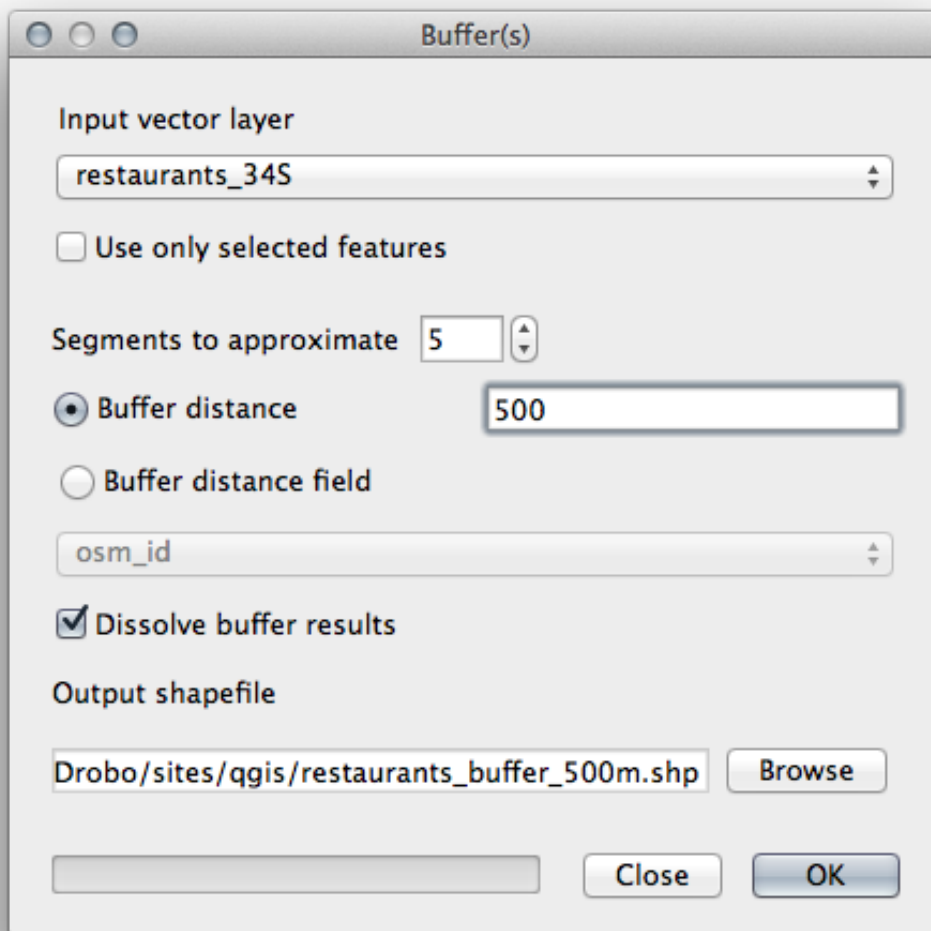 Buffer(s)
Input vector layer
restaurants_34S
Use only selected features
Segments to approximate 5
Buffer distance 500
Buffer distance field
osm_id
Dissolve buffer results
Output shapefile
Drobo/sites/qgis/restaurants_buffer_500m.shp Browse
Close OK